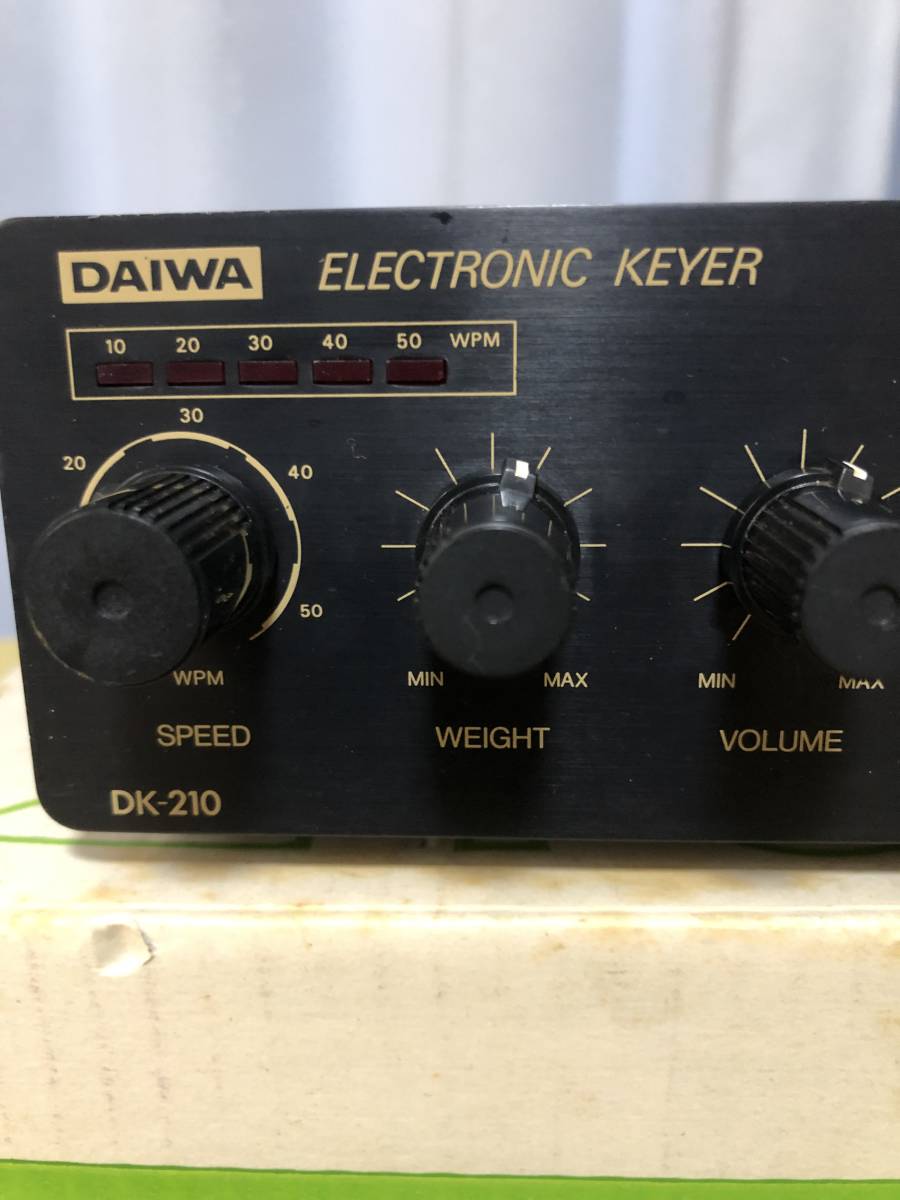 DAIWA ELECTRONIC KEYER
10 20 30 40 50 WPM
30
20 40
50
WPM MIN MAX MIN MAX
SPEED WEIGHT VOLUME
DK-210